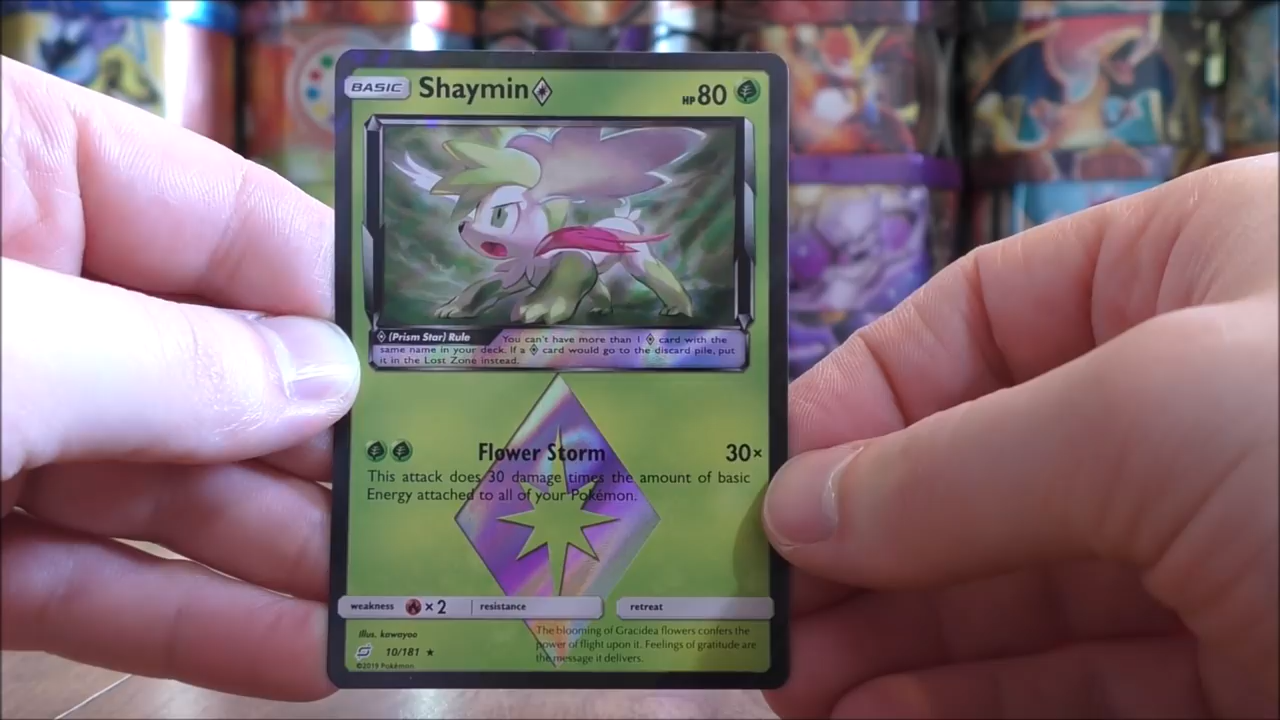 BASIC Shaymin HP 80
(Prism Star) Rule You can't have more than 1 card with the
same name in your deck. If a card would go to the discard pile, put
it in the Lost Zone instead.
Flower Storm 30×
This attack does 30 damage times the amount of basic
Energy attached to all of your Pokémon.
weakness ×2 resistance retreat
Illus. kawayoo
10/181
©2019 Pokémon
The blooming of Gracidea flowers confers the
power of flight upon it. Feelings of gratitude are
the message it delivers.